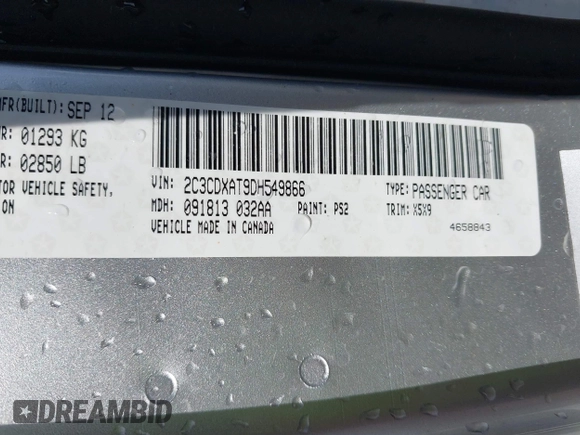 MFR(BUILT): SEP 12
R: 01293 KG
R: 02850 LB
TOR VEHICLE SAFETY,
ON
VIN: 2C3CDXAT9DH549866
MDH: 091813 032AA PAINT: PS2
VEHICLE MADE IN CANADA
TYPE: PASSENGER CAR
TRIM: X5X9
4658843
DREAMBID